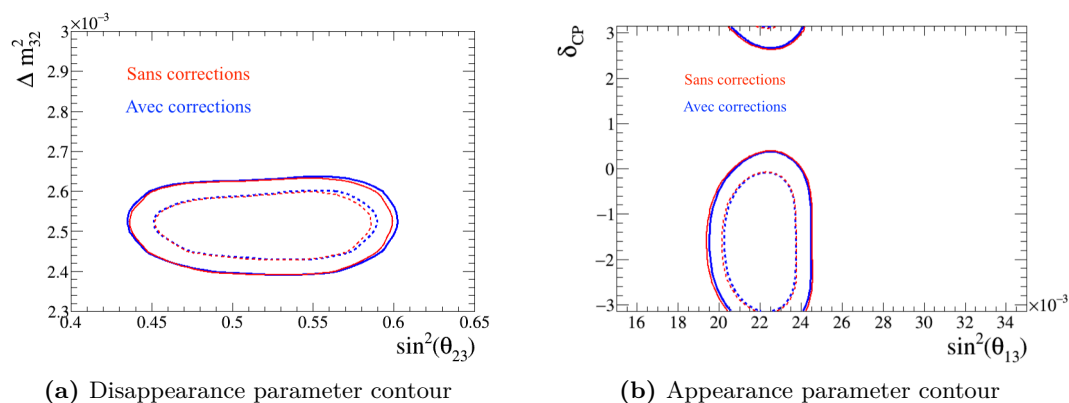 ×10⁻³
Δ m²₃₂
3
2.9
2.8
2.7
2.6
2.5
2.4
2.3
Sans corrections
Avec corrections
0.4 0.45 0.5 0.55 0.6 0.65
sin²(θ₂₃)
(a) Disappearance parameter contour
δCP
3
2
1
0
−1
−2
−3
Sans corrections
Avec corrections
×10⁻³
16 18 20 22 24 26 28 30 32 34
sin²(θ₁₃)
(b) Appearance parameter contour